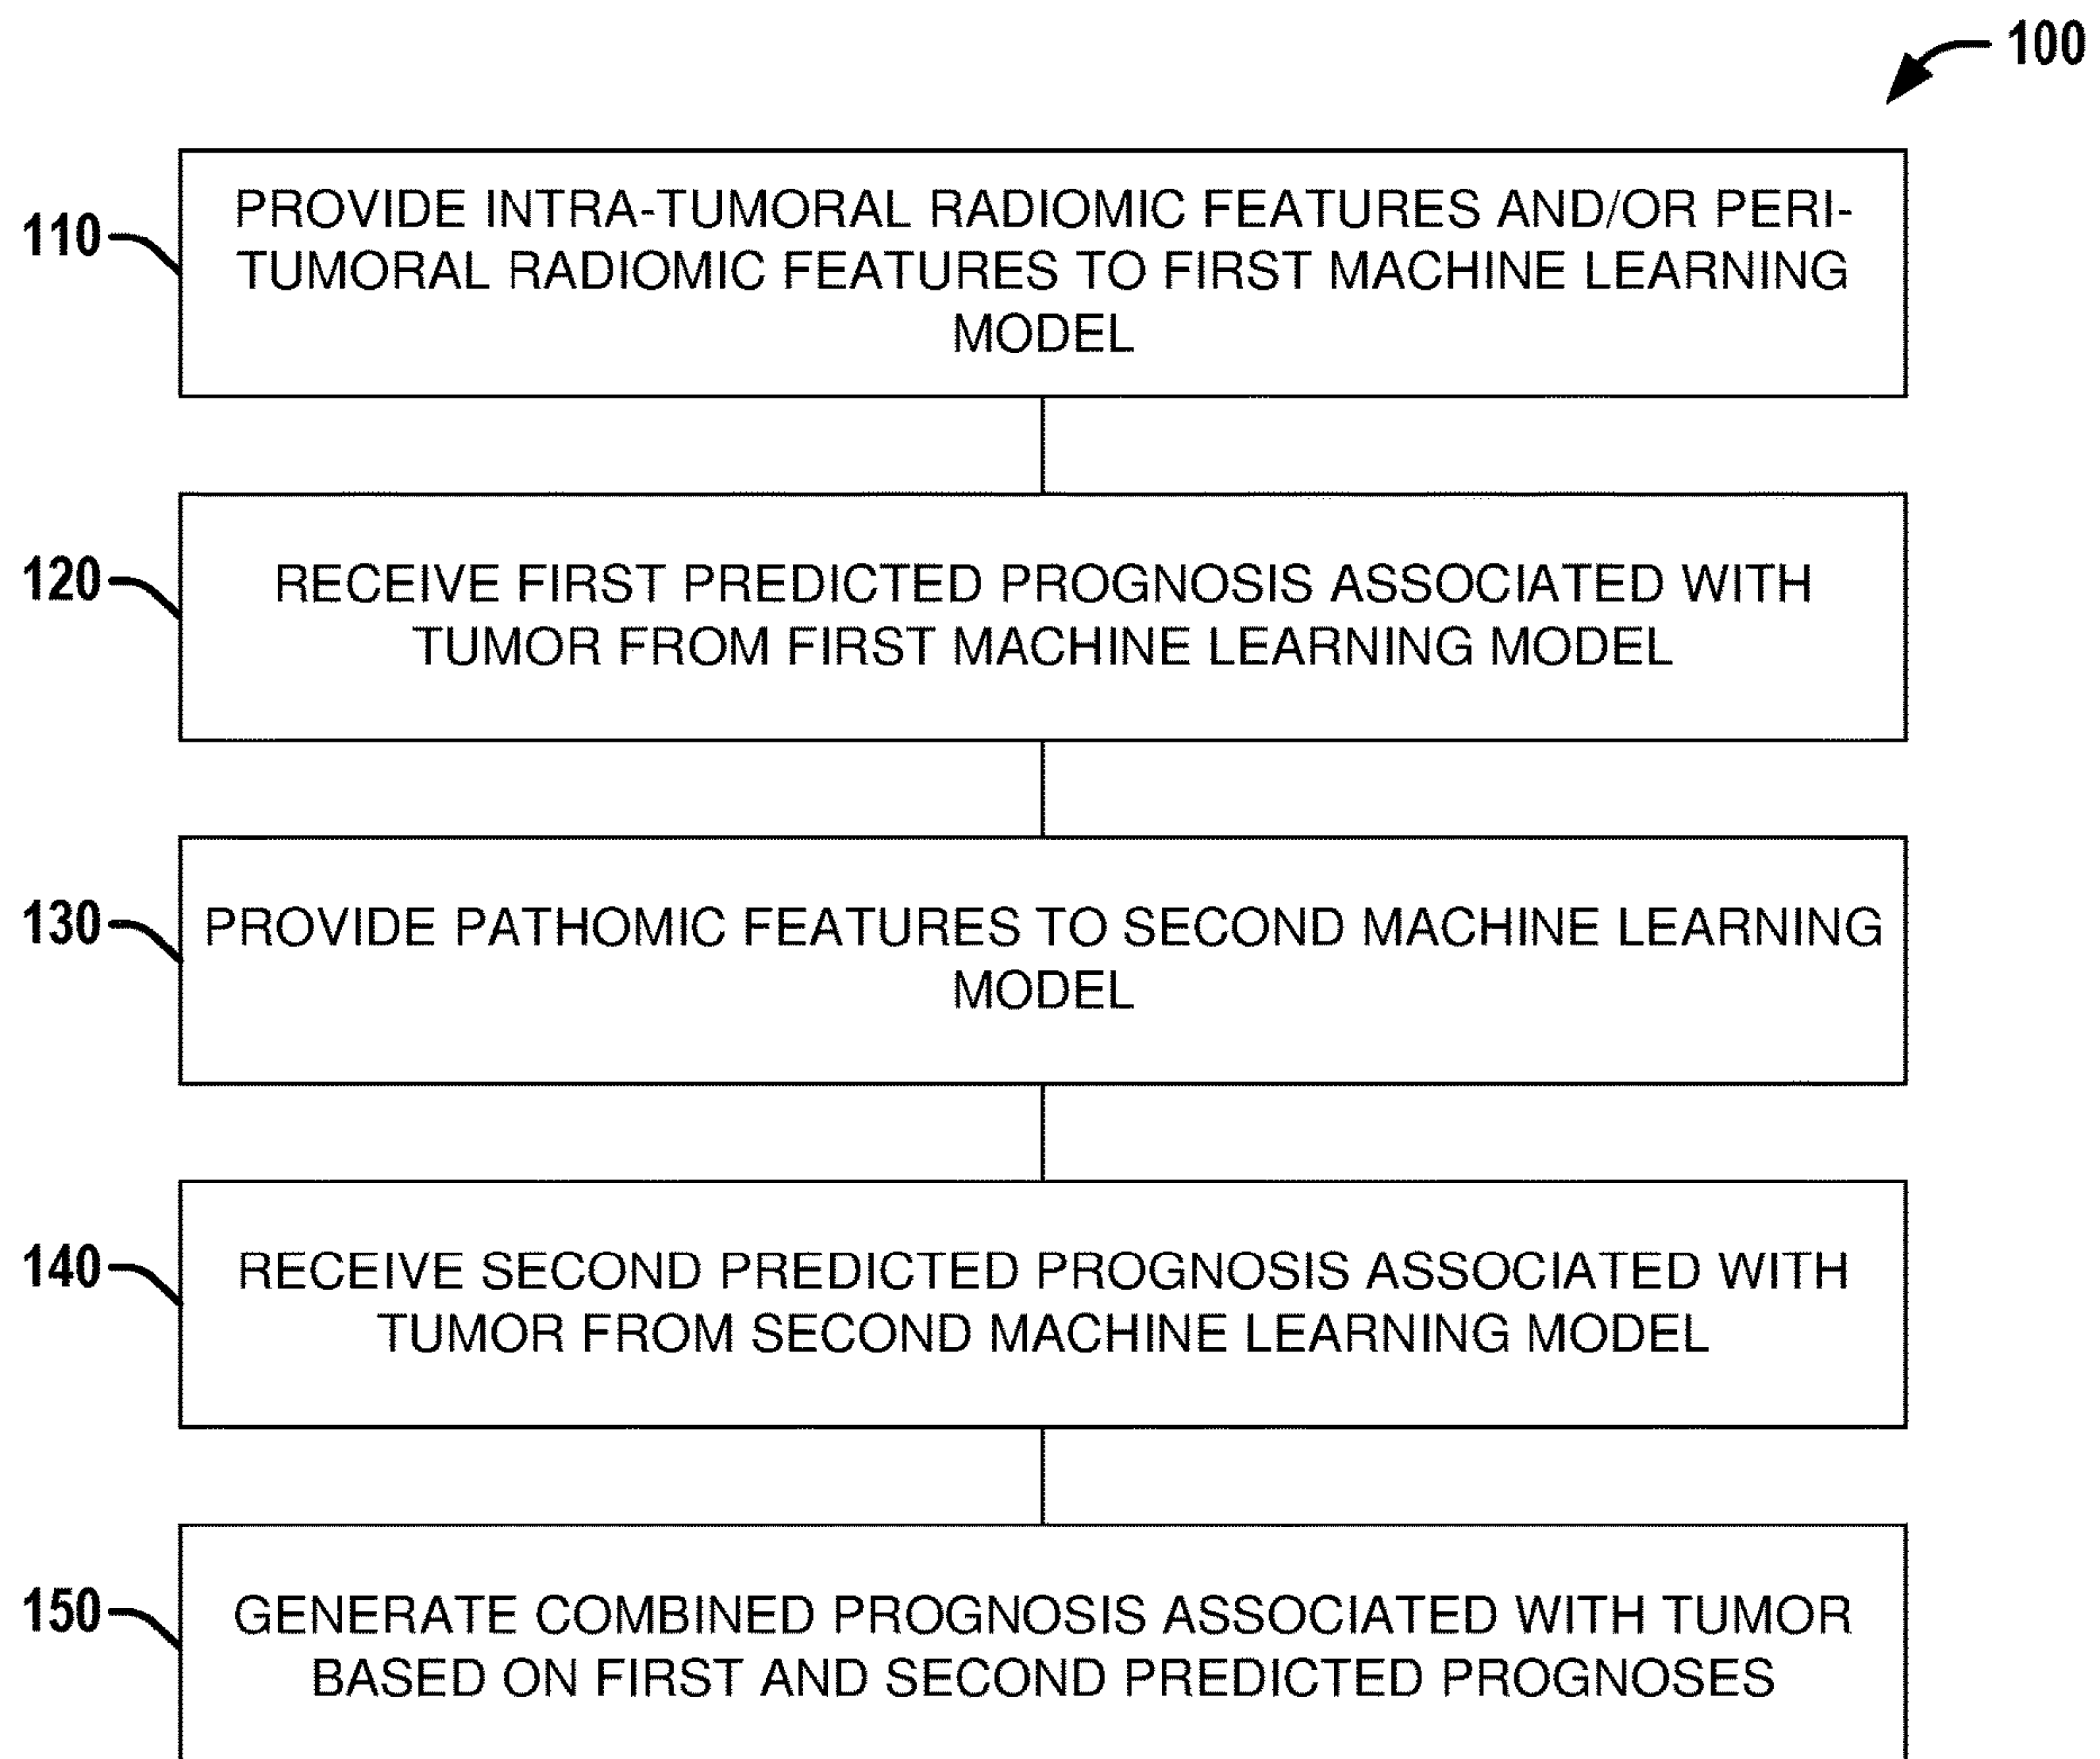 100
110
PROVIDE INTRA-TUMORAL RADIOMIC FEATURES AND/OR PERI-
TUMORAL RADIOMIC FEATURES TO FIRST MACHINE LEARNING
MODEL
120
RECEIVE FIRST PREDICTED PROGNOSIS ASSOCIATED WITH
TUMOR FROM FIRST MACHINE LEARNING MODEL
130
PROVIDE PATHOMIC FEATURES TO SECOND MACHINE LEARNING
MODEL
140
RECEIVE SECOND PREDICTED PROGNOSIS ASSOCIATED WITH
TUMOR FROM SECOND MACHINE LEARNING MODEL
150
GENERATE COMBINED PROGNOSIS ASSOCIATED WITH TUMOR
BASED ON FIRST AND SECOND PREDICTED PROGNOSES